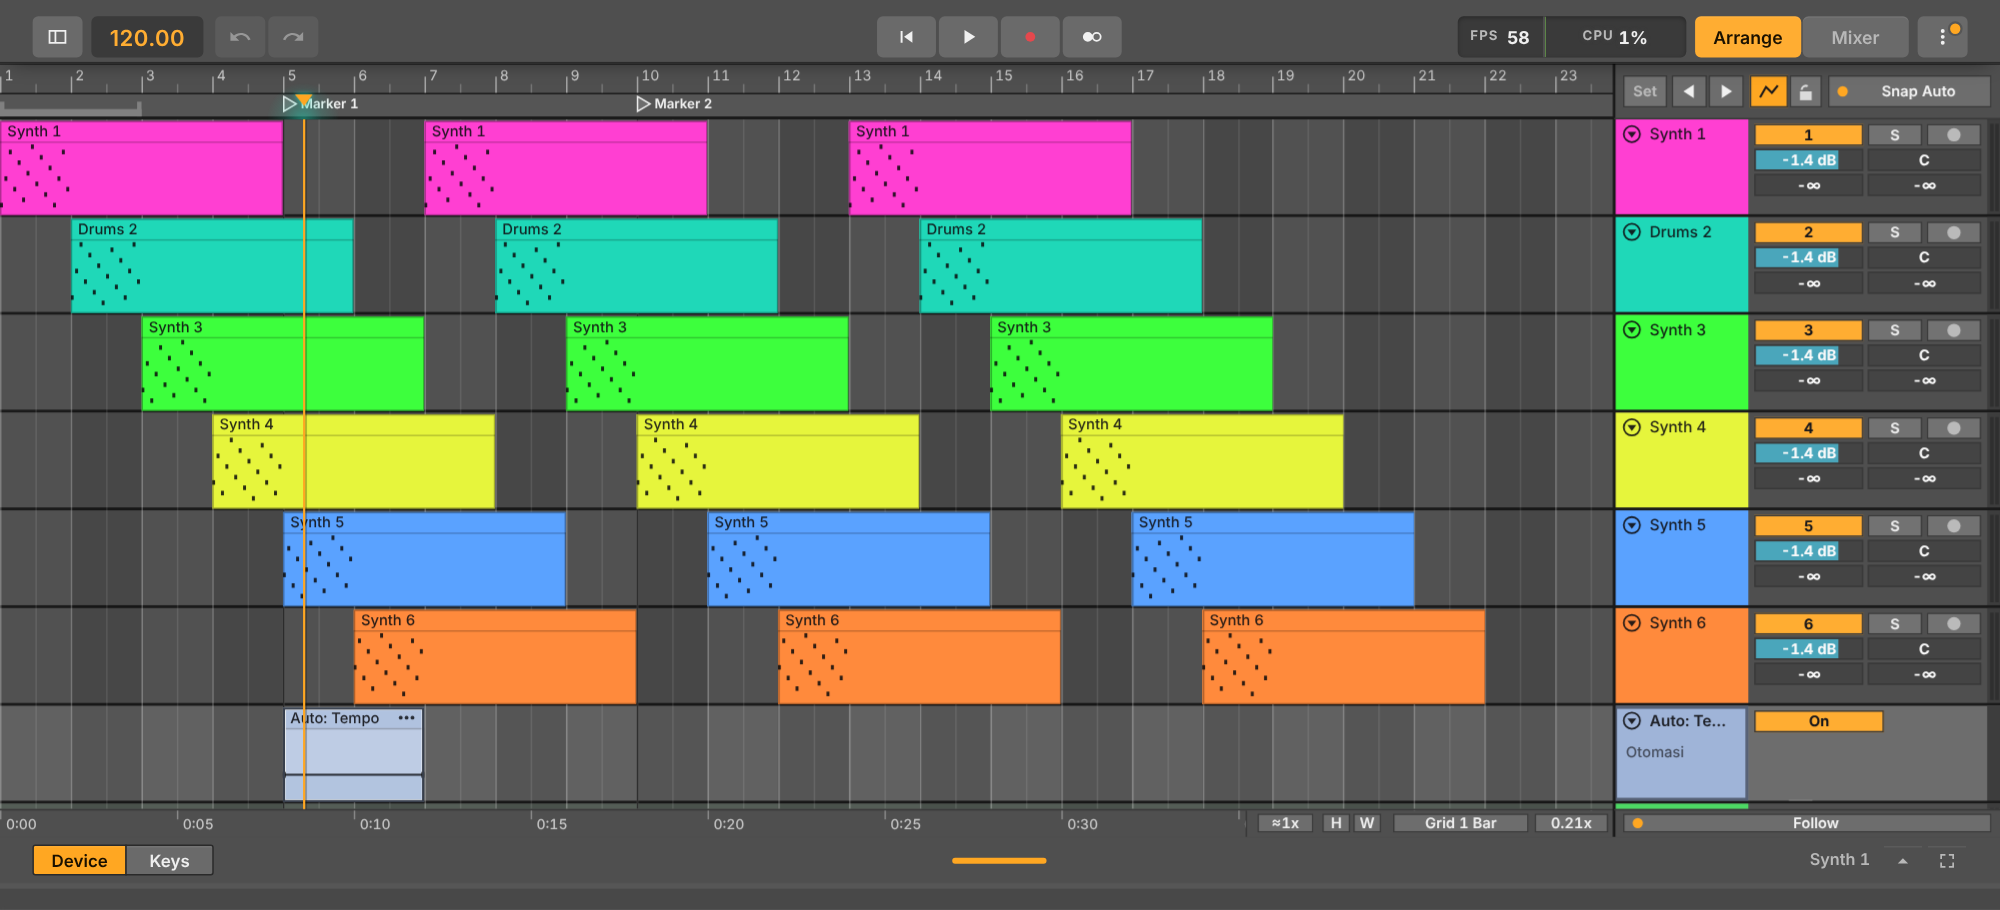 120.00 FPS 58 CPU 1% Arrange Mixer
1 2 3 4 5 6 7 8 9 10 11 12 13 14 15 16 17 18 19 20 21 22 23
Set Snap Auto
Marker 1 Marker 2
Synth 1 Synth 1 Synth 1 Synth 1 1 S
-1.4 dB C
-∞ -∞
Drums 2 Drums 2 Drums 2 Drums 2 2 S
-1.4 dB C
-∞ -∞
Synth 3 Synth 3 Synth 3 Synth 3 3 S
-1.4 dB C
-∞ -∞
Synth 4 Synth 4 Synth 4 Synth 4 4 S
-1.4 dB C
-∞ -∞
Synth 5 Synth 5 Synth 5 Synth 5 5 S
-1.4 dB C
-∞ -∞
Synth 6 Synth 6 Synth 6 Synth 6 6 S
-1.4 dB C
-∞ -∞
Auto: Tempo ••• Auto: Te... On
Otomasi
0:00 0:05 0:10 0:15 0:20 0:25 0:30 ≈1x H W Grid 1 Bar 0.21x Follow
Device Keys Synth 1